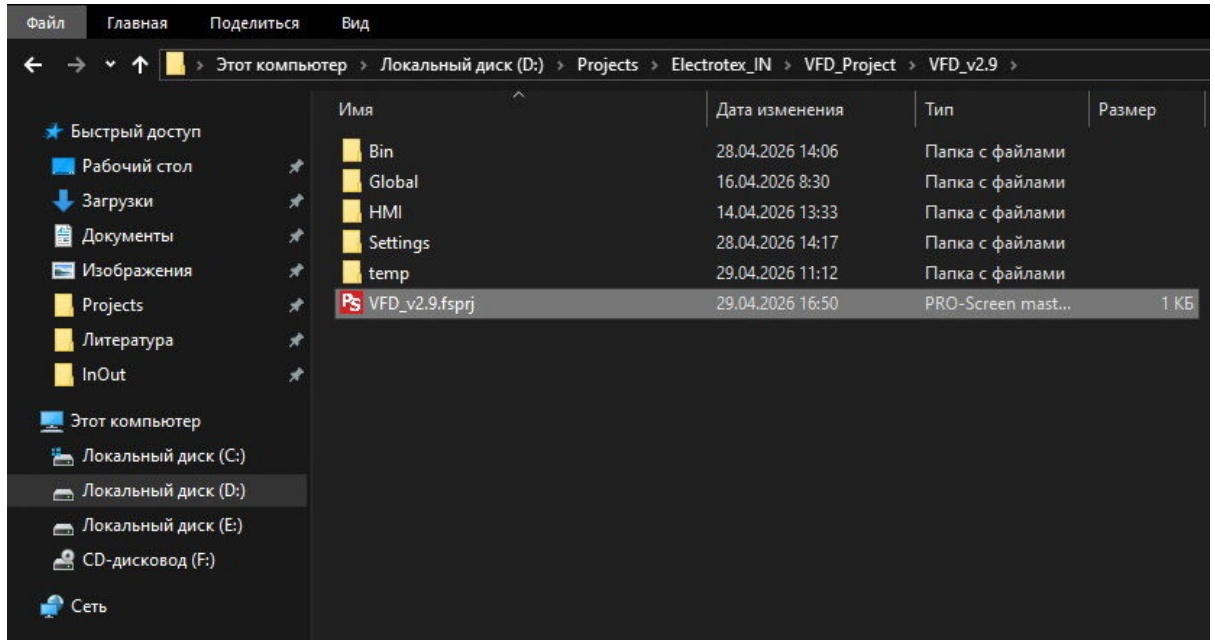 Файл Главная Поделиться Вид
Этот компьютер > Локальный диск (D:) > Projects > Electrotex_IN > VFD_Project > VFD_v2.9 >
Имя Дата изменения Тип Размер
Быстрый доступ
Рабочий стол
Загрузки
Документы
Изображения
Projects
Литература
InOut
Этот компьютер
Локальный диск (C:)
Локальный диск (D:)
Локальный диск (E:)
CD-дисковод (F:)
Сеть
Bin 28.04.2026 14:06 Папка с файлами
Global 16.04.2026 8:30 Папка с файлами
HMI 14.04.2026 13:33 Папка с файлами
Settings 28.04.2026 14:17 Папка с файлами
temp 29.04.2026 11:12 Папка с файлами
PS VFD_v2.9.fsprj 29.04.2026 16:50 PRO-Screen mast... 1 КБ